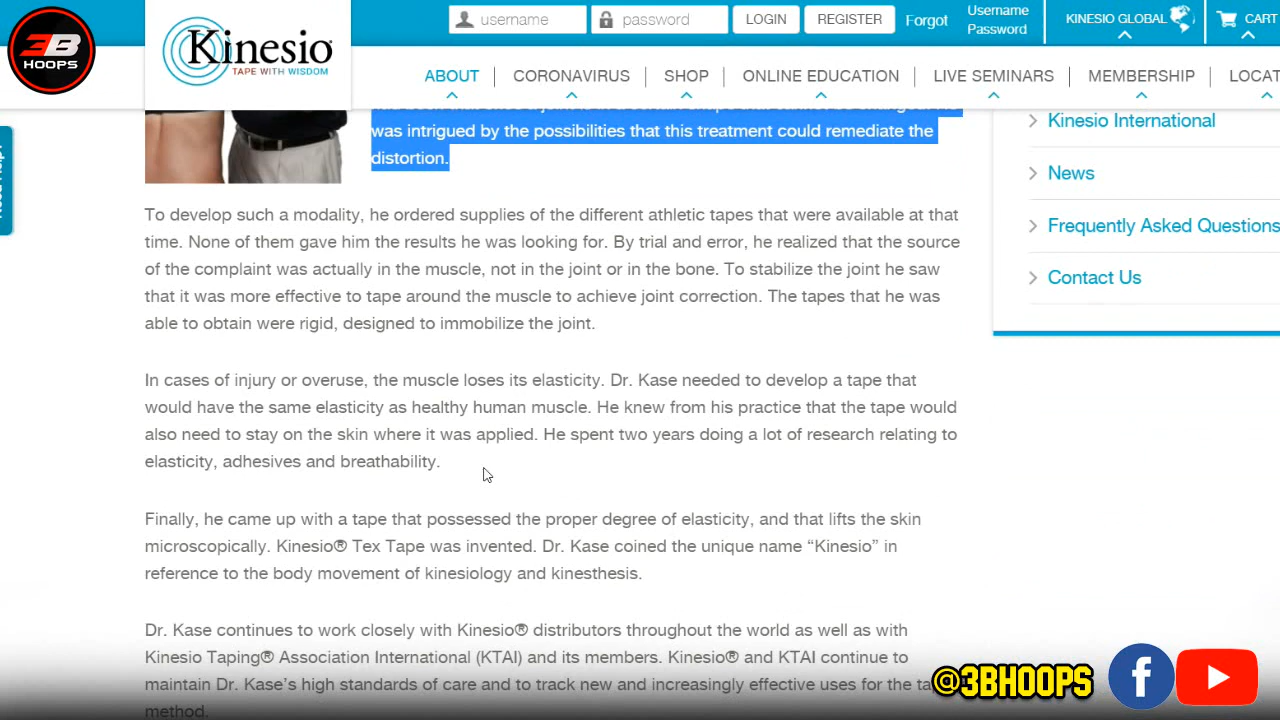 3B
HOOPS
Kinesio®
TAPE WITH WISDOM
username
password
LOGIN
REGISTER
Forgot
Username
Password
KINESIO GLOBAL
CART
ABOUT
CORONAVIRUS
SHOP
ONLINE EDUCATION
LIVE SEMINARS
MEMBERSHIP
LOCAT
was intrigued by the possibilities that this treatment could remediate the
distortion.
To develop such a modality, he ordered supplies of the different athletic tapes that were available at that
time. None of them gave him the results he was looking for. By trial and error, he realized that the source
of the complaint was actually in the muscle, not in the joint or in the bone. To stabilize the joint he saw
that it was more effective to tape around the muscle to achieve joint correction. The tapes that he was
able to obtain were rigid, designed to immobilize the joint.
In cases of injury or overuse, the muscle loses its elasticity. Dr. Kase needed to develop a tape that
would have the same elasticity as healthy human muscle. He knew from his practice that the tape would
also need to stay on the skin where it was applied. He spent two years doing a lot of research relating to
elasticity, adhesives and breathability.
Finally, he came up with a tape that possessed the proper degree of elasticity, and that lifts the skin
microscopically. Kinesio® Tex Tape was invented. Dr. Kase coined the unique name “Kinesio” in
reference to the body movement of kinesiology and kinesthesis.
Dr. Kase continues to work closely with Kinesio® distributors throughout the world as well as with
Kinesio Taping® Association International (KTAI) and its members. Kinesio® and KTAI continue to
maintain Dr. Kase's high standards of care and to track new and increasingly effective uses for the ta
method.
Kinesio International
News
Frequently Asked Questions
Contact Us
@3BHOOPS